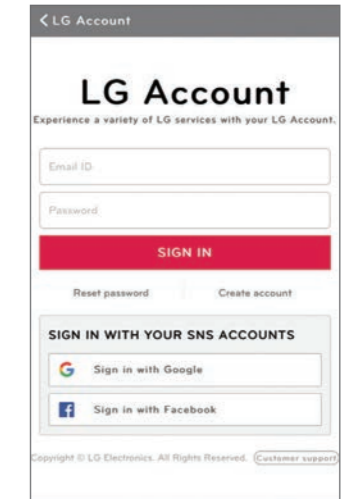 LG Account
LG Account
Experience a variety of LG services with your LG Account.
Email ID
Password
SIGN IN
Reset password Create account
SIGN IN WITH YOUR SNS ACCOUNTS
Sign in with Google
Sign in with Facebook
Copyright © LG Electronics. All Rights Reserved. Customer support